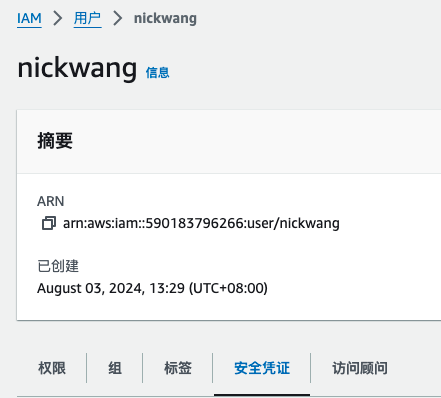 IAM > 用户 > nickwang
nickwang 信息
摘要
ARN
arn:aws:iam::590183796266:user/nickwang
已创建
August 03, 2024, 13:29 (UTC+08:00)
权限 组 标签 安全凭证 访问顾问